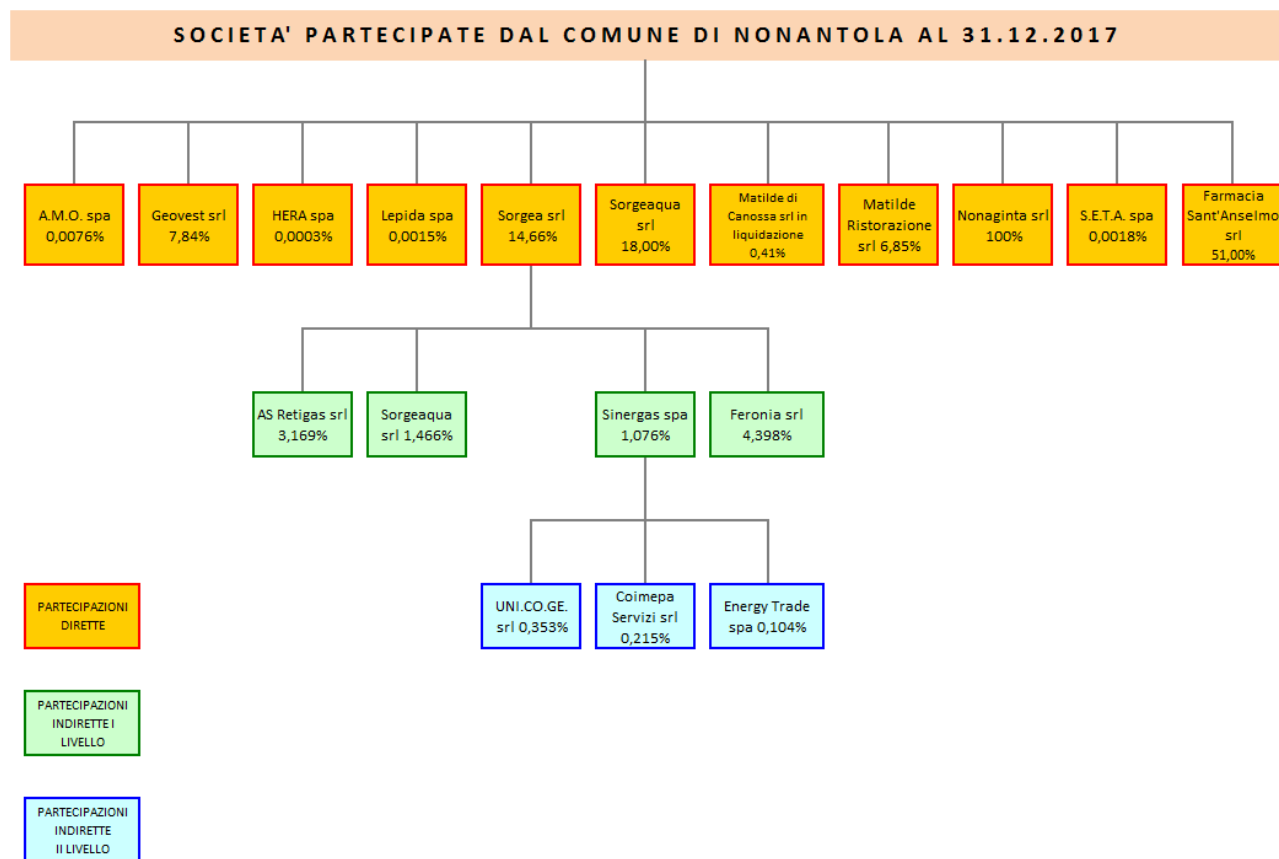 SOCIETA' PARTECIPATE DAL COMUNE DI NONANTOLA AL 31.12.2017
A.M.O. spa
0,0076%
Geovest srl
7,84%
HERA spa
0,0003%
Lepida spa
0,0015%
Sorgea srl
14,66%
Sorgeaqua
srl
18,00%
Matilde di
Canossa srl in
liquidazione
0,41%
Matilde
Ristorazione
srl 6,85%
Nonaginta srl
100%
S.E.T.A. spa
0,0018%
Farmacia
Sant'Anselmo
srl
51,00%
AS Retigas srl
3,169%
Sorgeaqua
srl 1,466%
Sinergas spa
1,076%
Feronia srl
4,398%
UNI.CO.GE.
srl 0,353%
Coimepa
Servizi srl
0,215%
Energy Trade
spa 0,104%
PARTECIPAZIONI
DIRETTE
PARTECIPAZIONI
INDIRETTE I
LIVELLO
PARTECIPAZIONI
INDIRETTE
II LIVELLO